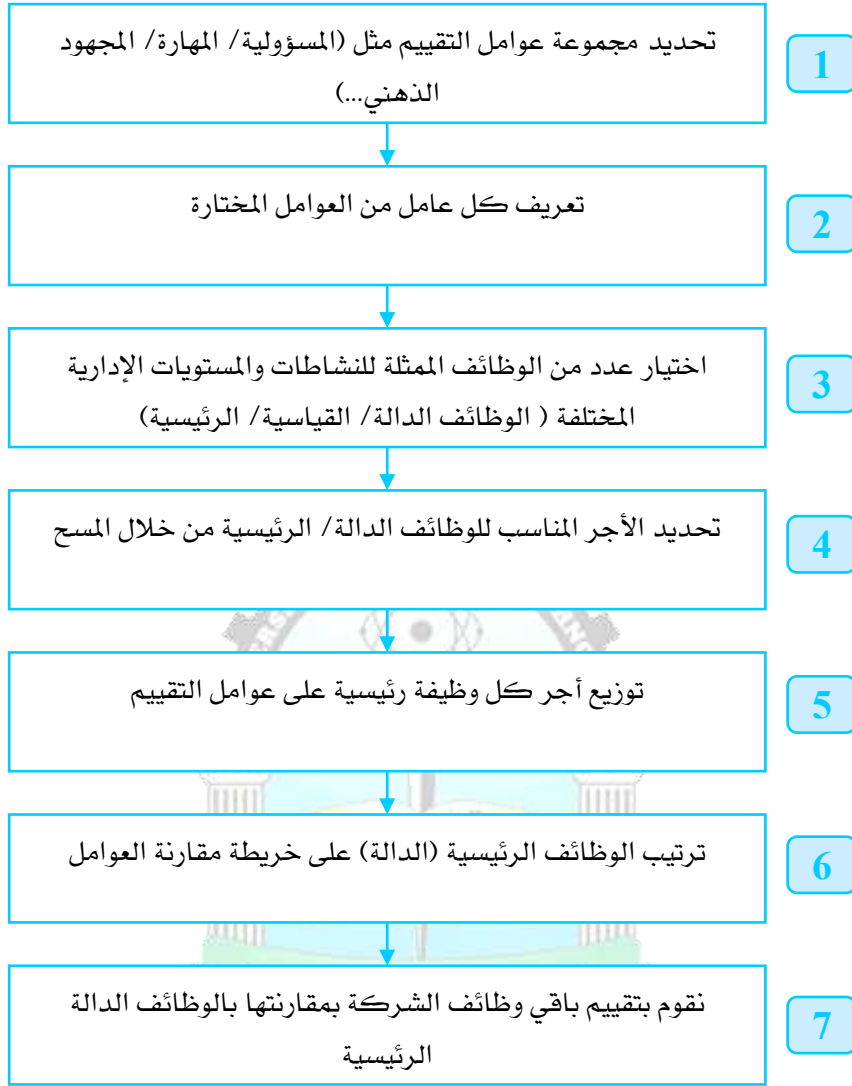 تحديد مجموعة عوامل التقييم مثل (المسؤولية/ المهارة/ المجهود
الذهني...)
1
تعريف كل عامل من العوامل المختارة
2
اختيار عدد من الوظائف الممثلة للنشاطات والمستويات الإدارية
المختلفة ( الوظائف الدالة/ القياسية/ الرئيسية)
3
تحديد الأجر المناسب للوظائف الدالة/ الرئيسية من خلال المسح
4
توزيع أجر كل وظيفة رئيسية على عوامل التقييم
5
ترتيب الوظائف الرئيسية (الدالة) على خريطة مقارنة العوامل
6
نقوم بتقييم باقي وظائف الشركة بمقارنتها بالوظائف الدالة
الرئيسية
7